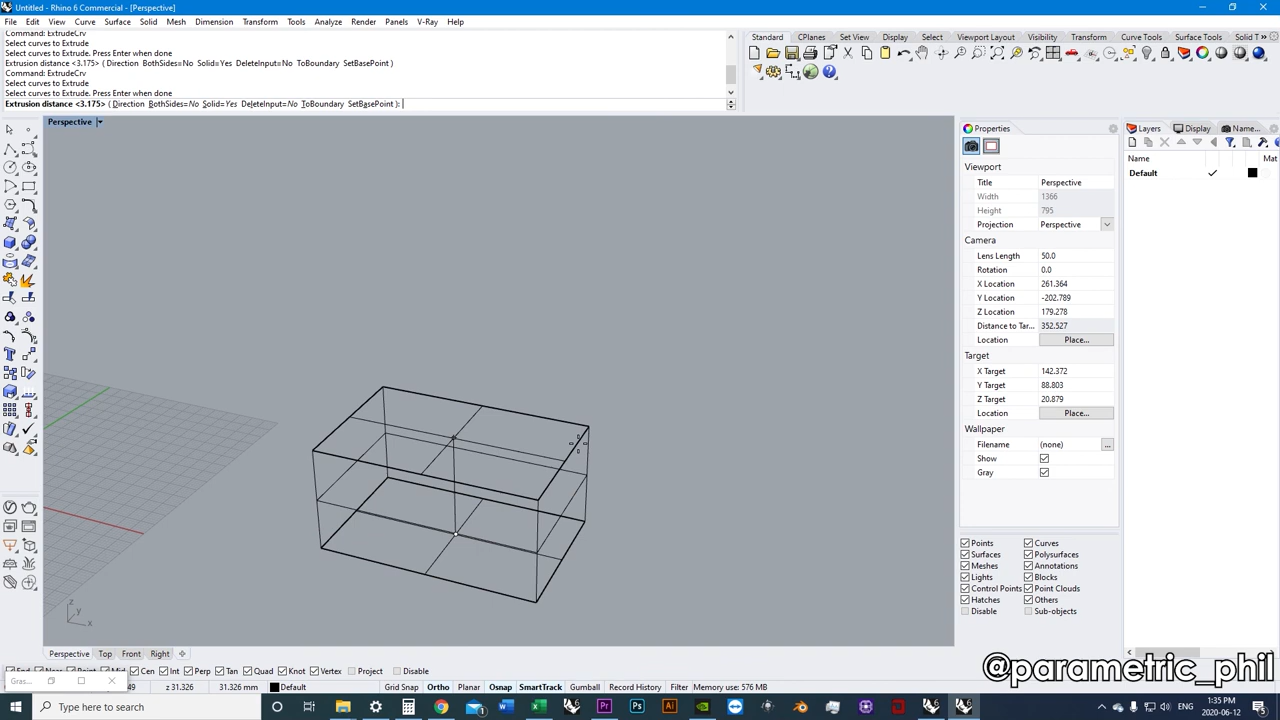 Untitled - Rhino 6 Commercial - [Perspective]
File Edit View Curve Surface Solid Mesh Dimension Transform Tools Analyze Render Panels V-Ray Help
Command: ExtrudeCrv
Select curves to Extrude
Select curves to Extrude. Press Enter when done
Extrusion distance <3.175> ( Direction BothSides=No Solid=Yes DeleteInput=No ToBoundary SetBasePoint )
Command: ExtrudeCrv
Select curves to Extrude
Select curves to Extrude. Press Enter when done
Extrusion distance <3.175> ( Direction BothSides=No Solid=Yes DeleteInput=No ToBoundary SetBasePoint ):
Standard CPlanes Set View Display Select Viewport Layout Visibility Transform Curve Tools Surface Tools Solid T
Perspective
Properties
Viewport
Title Perspective
Width 1366
Height 795
Projection Perspective
Camera
Lens Length 50.0
Rotation 0.0
X Location 261.364
Y Location -202.789
Z Location 179.278
Distance to Tar... 352.527
Location Place...
Target
X Target 142.372
Y Target 88.803
Z Target 20.879
Location Place...
Wallpaper
Filename (none) ...
Show
Gray
Points Curves
Surfaces Polysurfaces
Meshes Annotations
Lights Blocks
Control Points Point Clouds
Hatches Others
Disable Sub-objects
Layers Display Name...
Name Mat
Default
z
y
x
Perspective Top Front Right
Cen Int Perp Tan Quad Knot Vertex Project Disable
Gras...
49 z 31.326 31.326 mm Default Grid Snap Ortho Planar Osnap SmartTrack Gumball Record History Filter Memory use: 576 MB
@parametric_phil
Type here to search
1:35 PM
2020-06-12